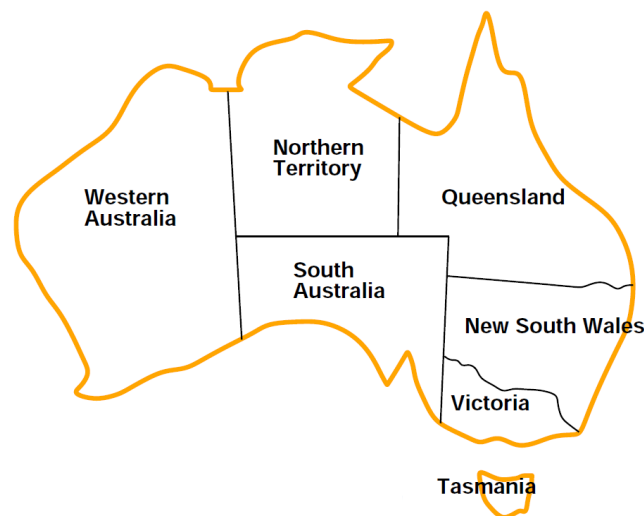 Northern
Territory
Western
Australia
Queensland
South
Australia
New South Wales
Victoria
Tasmania